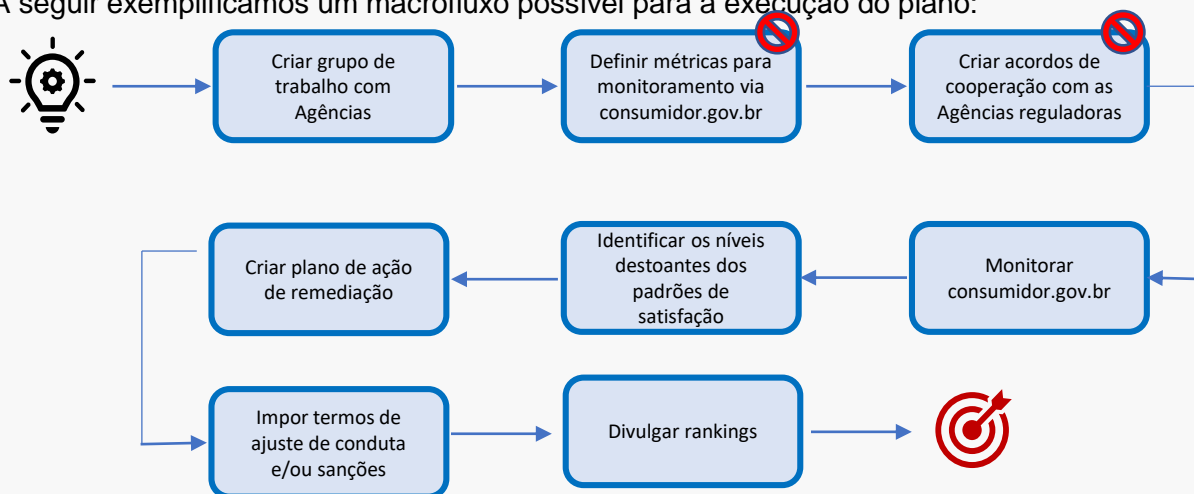 A seguir exemplificamos um macrofluxo possível para a execução do plano:
Criar grupo de
trabalho com
Agências
Definir métricas para
monitoramento via
consumidor.gov.br
Criar acordos de
cooperação com as
Agências reguladoras
Monitorar
consumidor.gov.br
Identificar os níveis
destoantes dos
padrões de
satisfação
Criar plano de ação
de remediação
Impor termos de
ajuste de conduta
e/ou sanções
Divulgar rankings